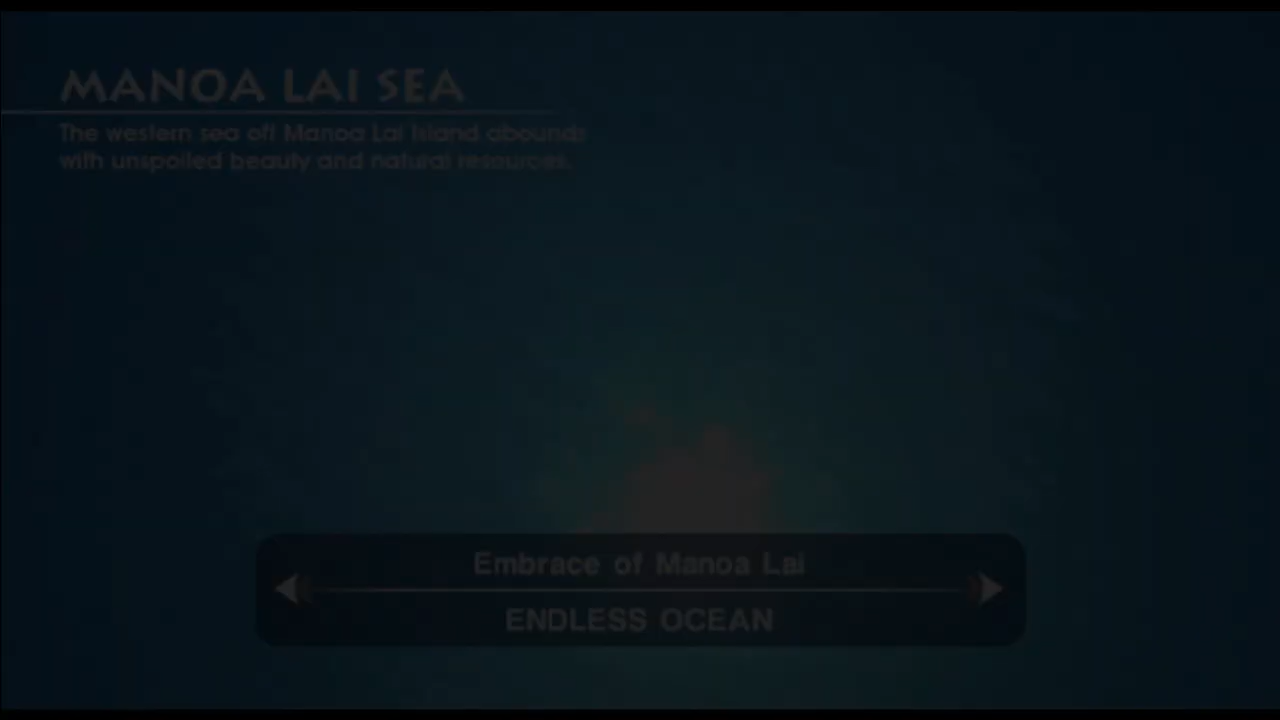 MANOA LAI SEA
The western sea off Manoa Lai Island abounds
with unspoiled beauty and natural resources.
Embrace of Manoa Lai
ENDLESS OCEAN